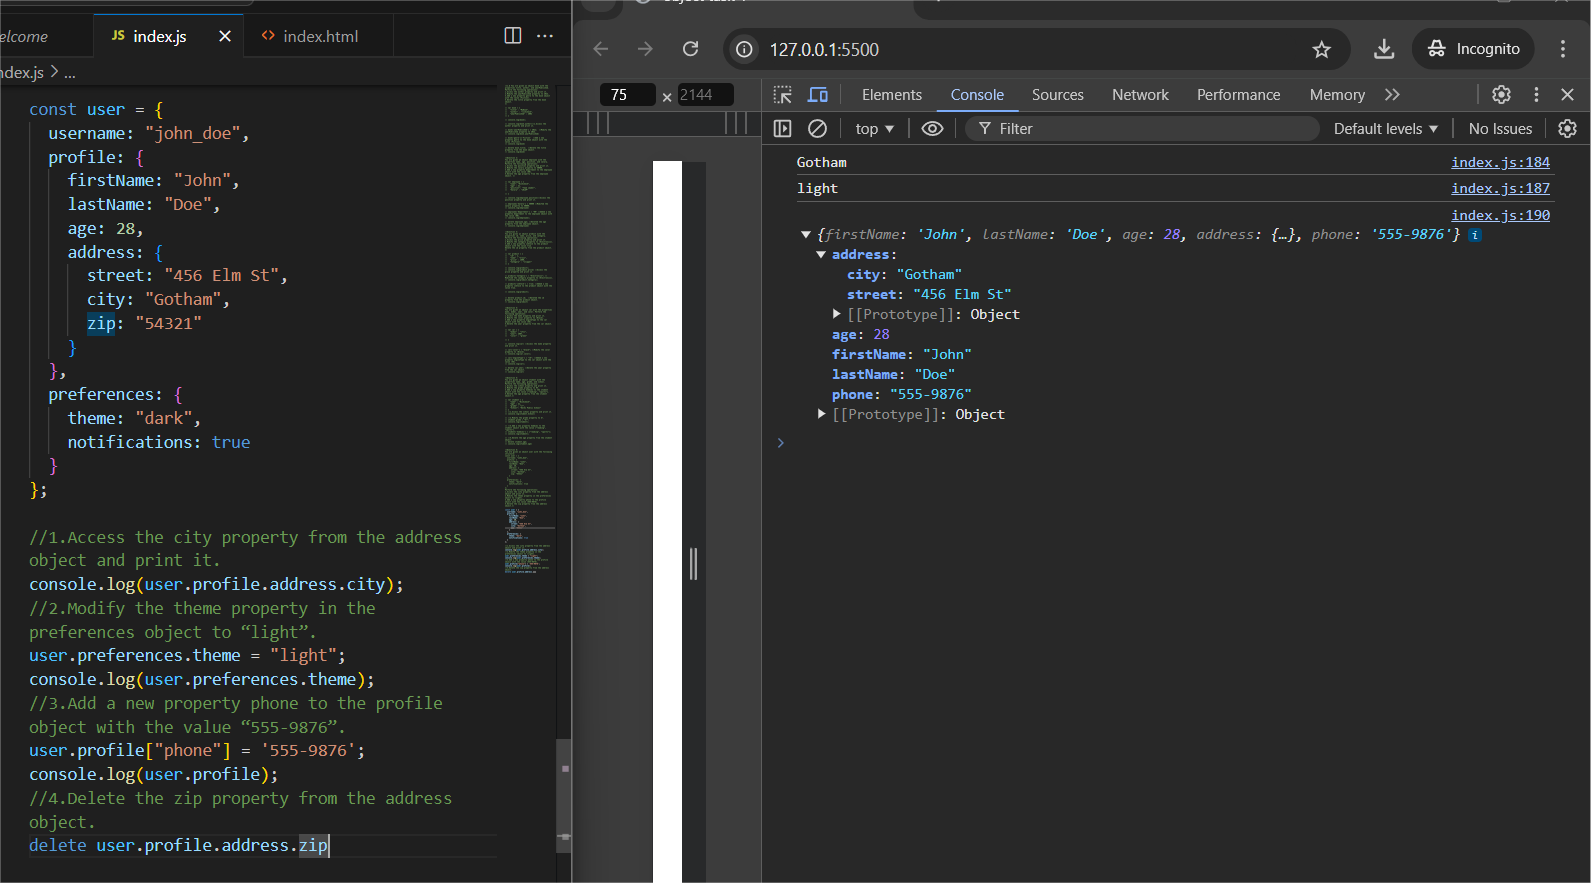 elcome
JS index.js
<> index.html
ndex.js > ...
const user = {
username: "john_doe",
profile: {
firstName: "John",
lastName: "Doe",
age: 28,
address: {
street: "456 Elm St",
city: "Gotham",
zip: "54321"
}
},
preferences: {
theme: "dark",
notifications: true
}
};
//1.Access the city property from the address
object and print it.
console.log(user.profile.address.city);
//2.Modify the theme property in the
preferences object to “light”.
user.preferences.theme = "light";
console.log(user.preferences.theme);
//3.Add a new property phone to the profile
object with the value “555-9876”.
user.profile["phone"] = '555-9876';
console.log(user.profile);
//4.Delete the zip property from the address
object.
delete user.profile.address.zip
127.0.0.1:5500
Incognito
75 × 2144
Elements Console Sources Network Performance Memory
top Filter Default levels No Issues
Gotham index.js:184
light index.js:187
index.js:190
{firstName: 'John', lastName: 'Doe', age: 28, address: {…}, phone: '555-9876'}
address:
city: "Gotham"
street: "456 Elm St"
[[Prototype]]: Object
age: 28
firstName: "John"
lastName: "Doe"
phone: "555-9876"
[[Prototype]]: Object